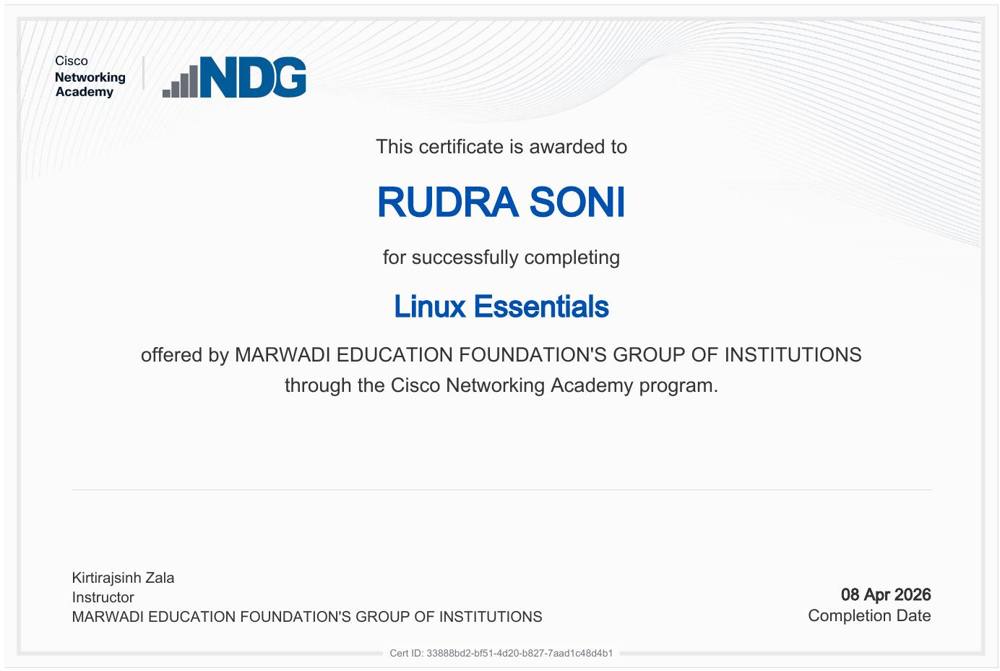 Cisco
Networking
Academy
NDG
This certificate is awarded to
RUDRA SONI
for successfully completing
Linux Essentials
offered by MARWADI EDUCATION FOUNDATION'S GROUP OF INSTITUTIONS
through the Cisco Networking Academy program.
Kirtirajsinh Zala
Instructor
MARWADI EDUCATION FOUNDATION'S GROUP OF INSTITUTIONS
08 Apr 2026
Completion Date
Cert ID: 33888bd2-bf51-4d20-b827-7aad1c48d4b1